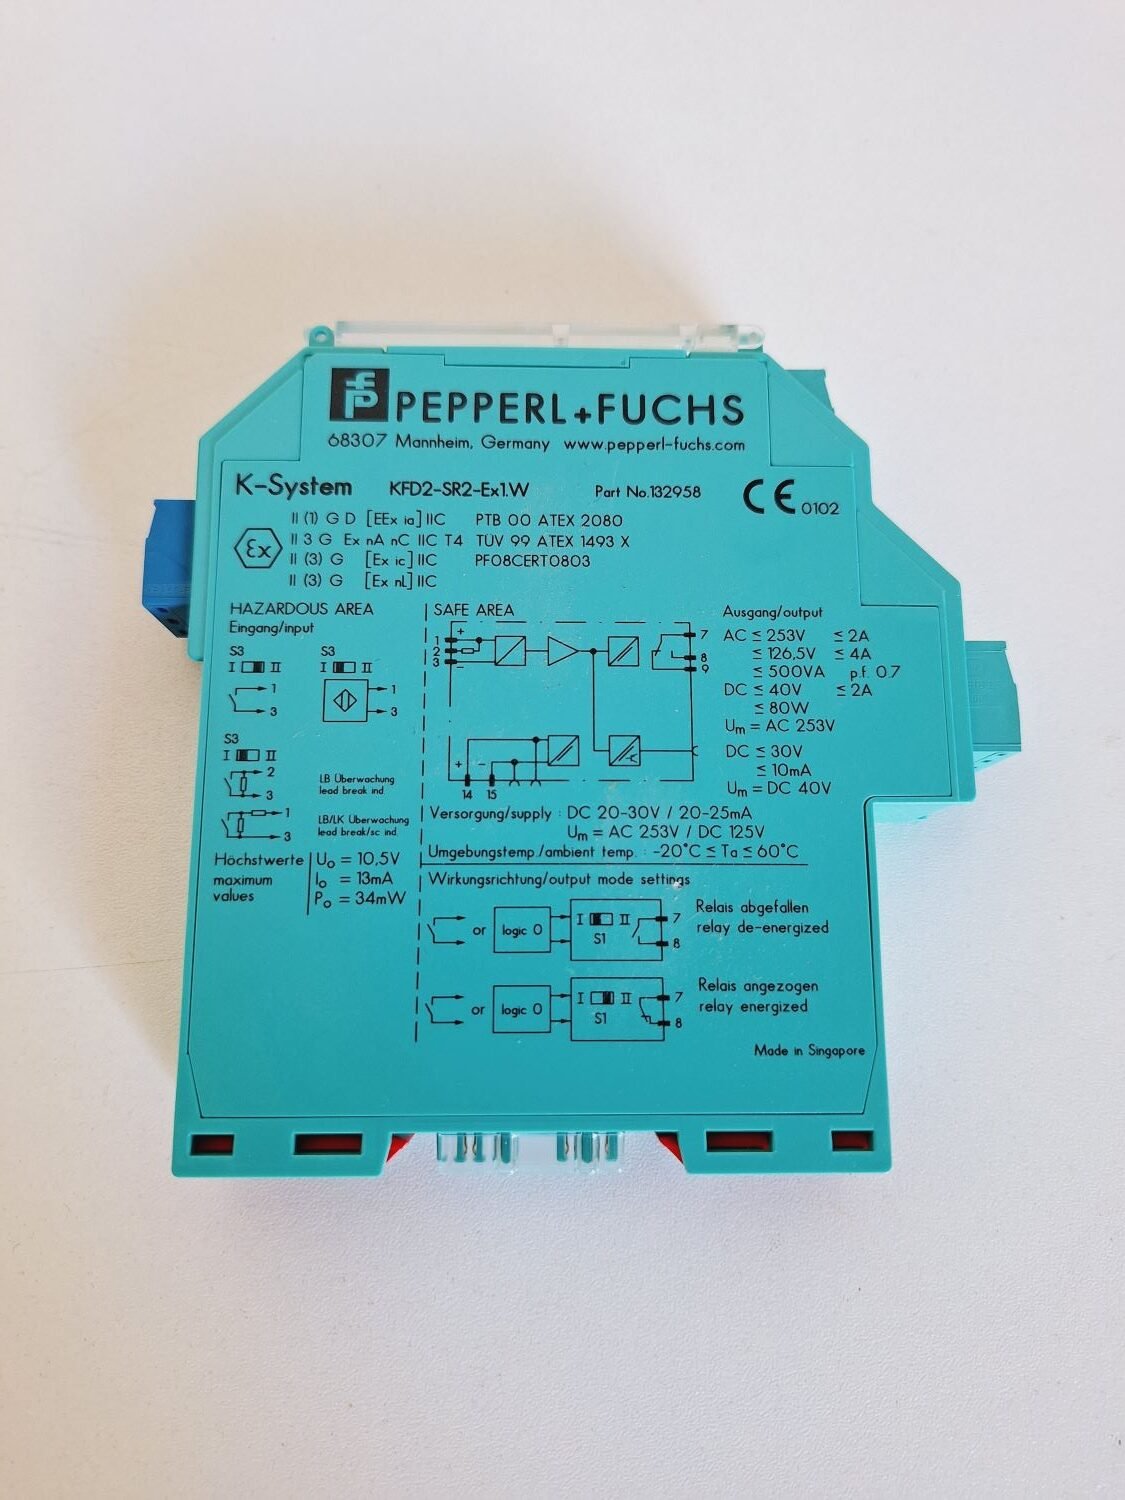 PEPPERL+FUCHS
68307 Mannheim, Germany www.pepperl-fuchs.com
K-System KFD2-SR2-Ex1.W Part No.132958 CE 0102
Ex
II (1) G D [EEx ia] IIC PTB 00 ATEX 2080
II 3 G Ex nA nC IIC T4 TÜV 99 ATEX 1493 X
II (3) G [Ex ic] IIC PF08CERT0803
II (3) G [Ex nL] IIC
HAZARDOUS AREA
Eingang/input
S3
I II
1
3
S3
I II
1
3
S3
I II
2
3
LB Überwachung
lead break ind.
1
3
LB/LK Überwachung
lead break/sc ind.
Höchstwerte
maximum
values
Uo = 10,5V
Io = 13mA
Po = 34mW
SAFE AREA
1 +
2
3 −
7
8
9
+ −
14 15
Ausgang/output
AC ≤ 253V ≤ 2A
≤ 126,5V ≤ 4A
≤ 500VA p.f. 0.7
DC ≤ 40V ≤ 2A
≤ 80W
Um = AC 253V
DC ≤ 30V
≤ 10mA
Um = DC 40V
Versorgung/supply : DC 20-30V / 20-25mA
Um = AC 253V / DC 125V
Umgebungstemp./ambient temp. : -20°C ≤ Ta ≤ 60°C
Wirkungsrichtung/output mode settings
or logic 0 I II S1 7 8
Relais abgefallen
relay de-energized
or logic 0 I II S1 7 8
Relais angezogen
relay energized
Made in Singapore